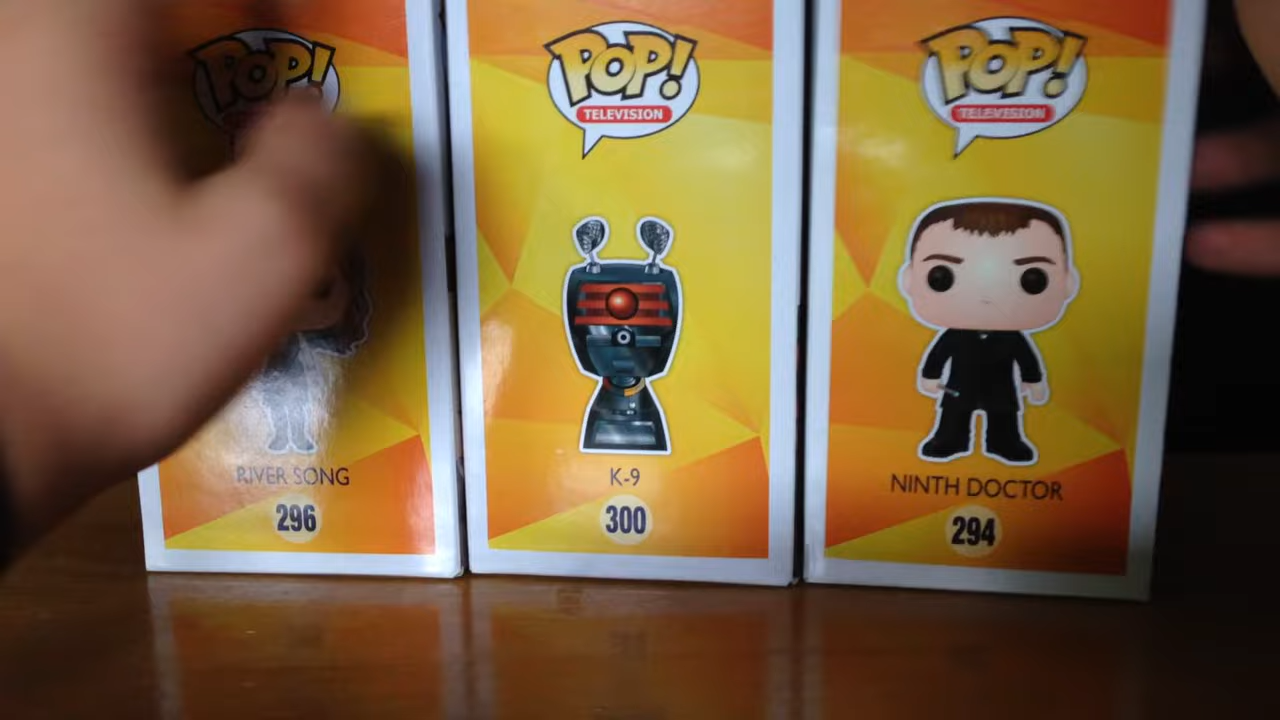 POP!
RIVER SONG
296
POP!
TELEVISION
K-9
300
POP!
TELEVISION
NINTH DOCTOR
294